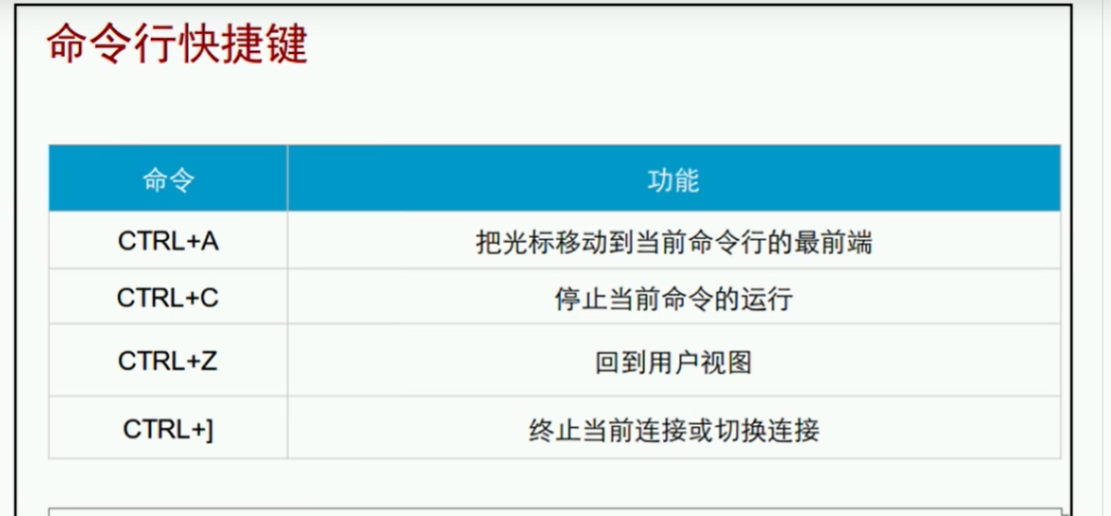 命令行快捷键
命令 功能
CTRL+A 把光标移动到当前命令行的最前端
CTRL+C 停止当前命令的运行
CTRL+Z 回到用户视图
CTRL+] 终止当前连接或切换连接